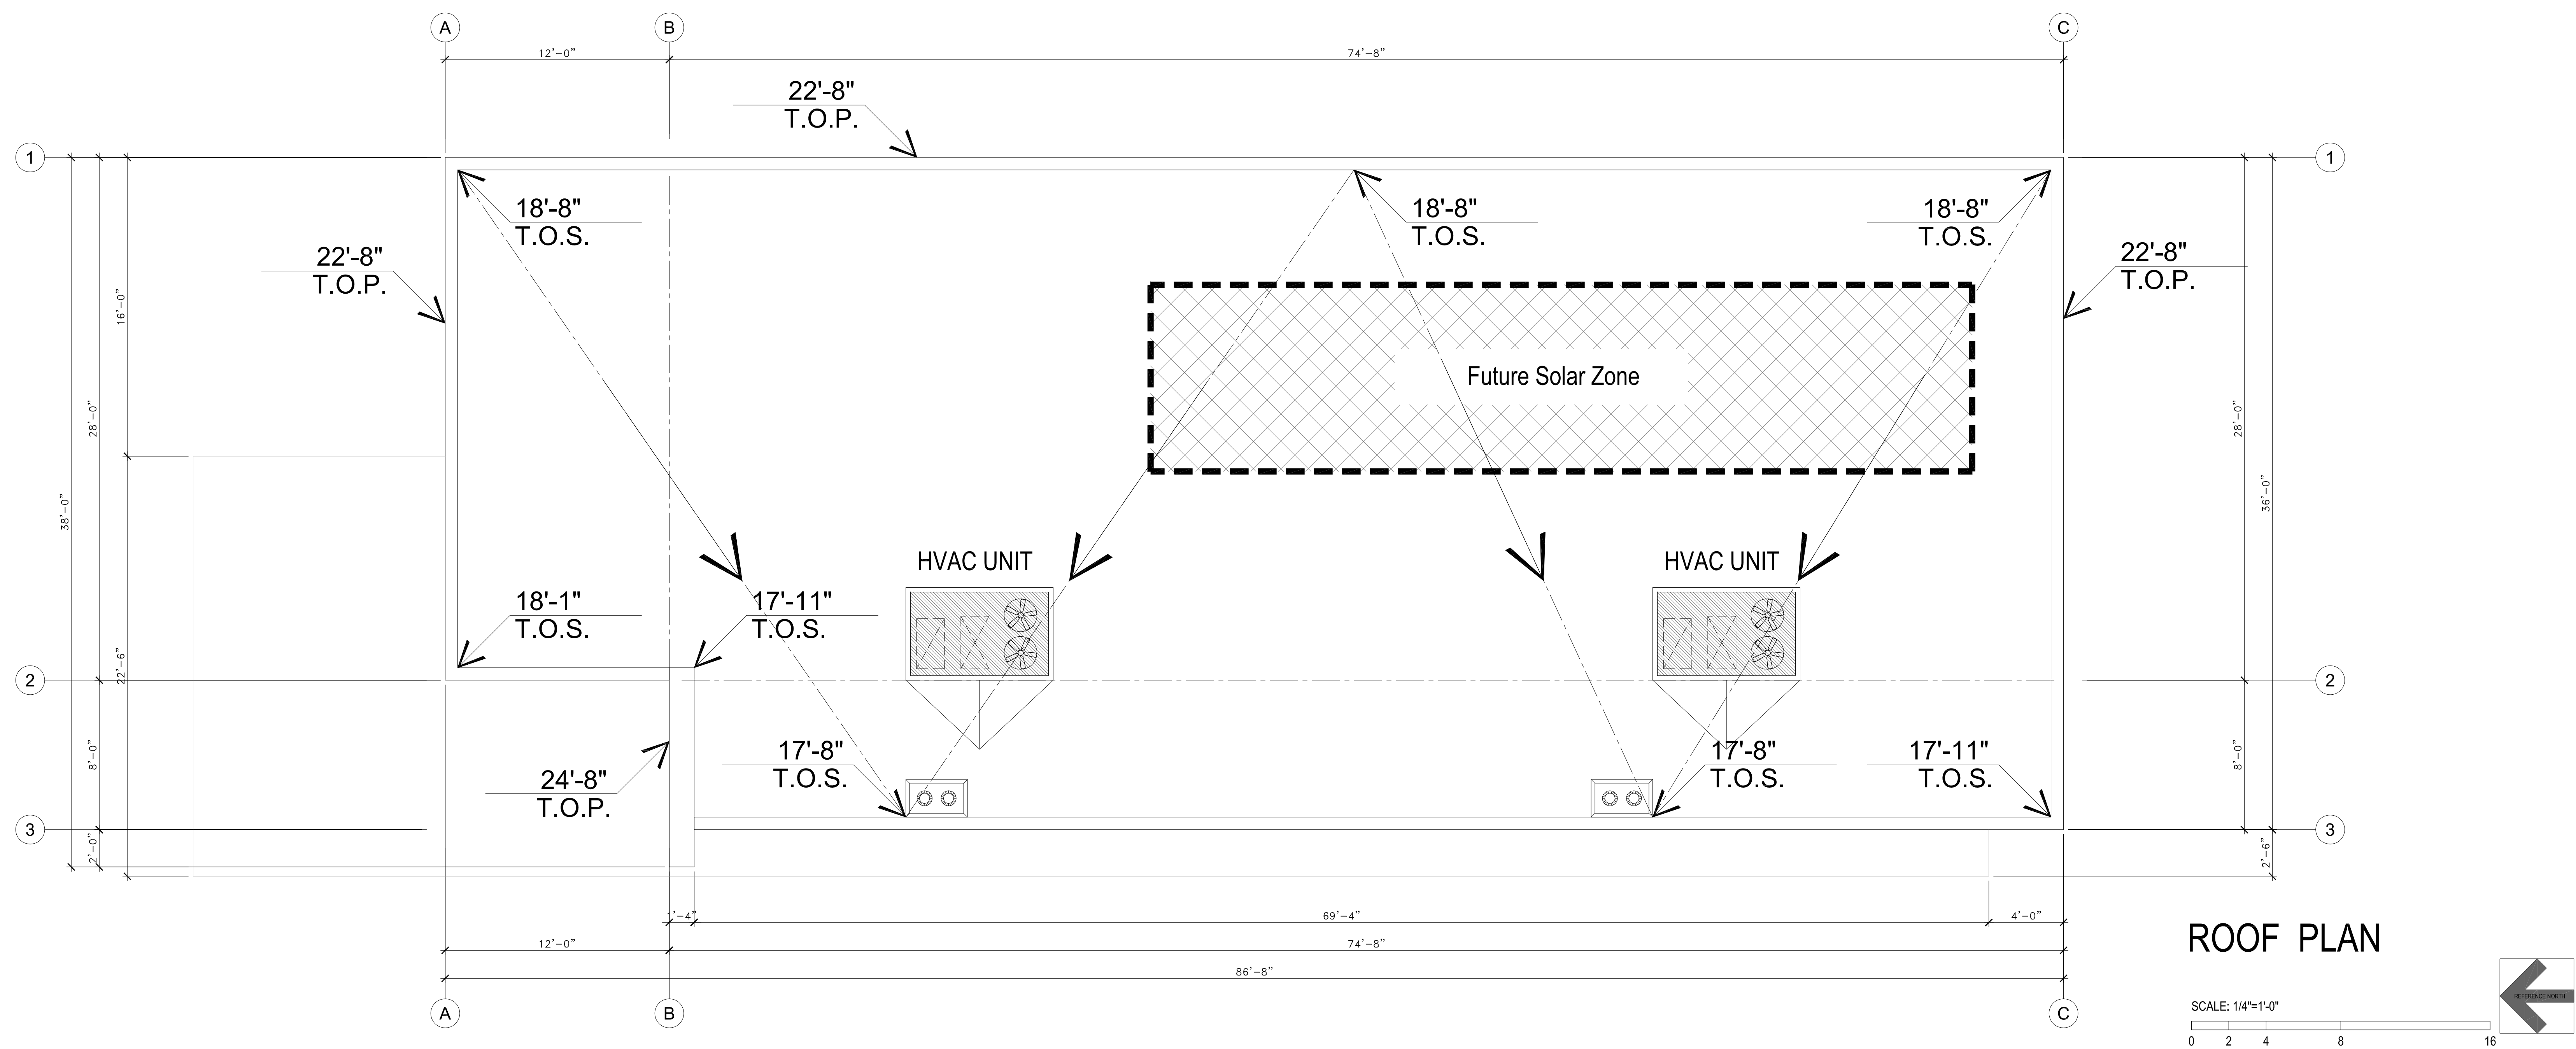 A
B
C
12'-0"
74'-8"
22'-8"
T.O.P.
1
1
18'-8"
T.O.S.
18'-8"
T.O.S.
18'-8"
T.O.S.
22'-8"
T.O.P.
22'-8"
T.O.P.
16'-0"
28'-0"
38'-0"
22'-6"
8'-0"
2'-0"
Future Solar Zone
28'-0"
36'-0"
8'-0"
2'-6"
HVAC UNIT
HVAC UNIT
18'-1"
T.O.S.
17'-11"
T.O.S.
2
2
24'-8"
T.O.P.
17'-8"
T.O.S.
17'-8"
T.O.S.
17'-11"
T.O.S.
3
3
1'-4"
69'-4"
4'-0"
12'-0"
74'-8"
86'-8"
A
B
C
ROOF PLAN
REFERENCE NORTH
SCALE: 1/4"=1'-0"
0 2 4 8 16